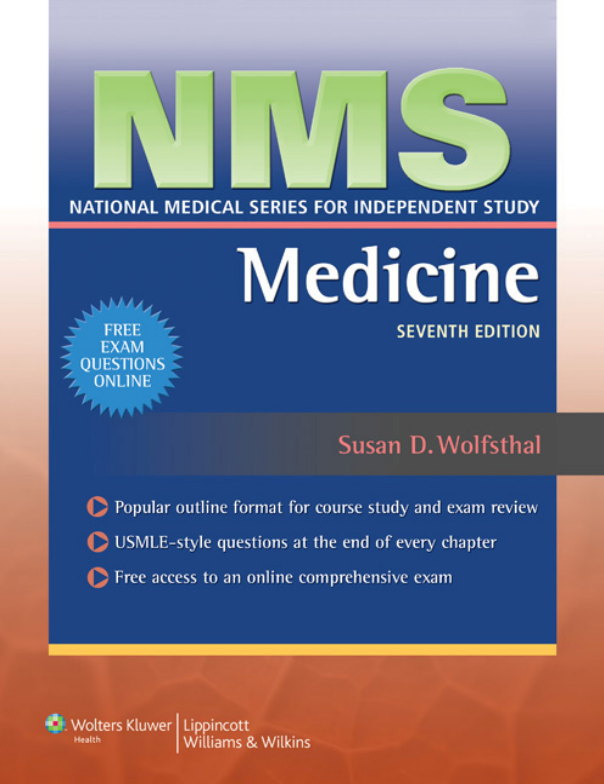 NMS
NATIONAL MEDICAL SERIES FOR INDEPENDENT STUDY
Medicine
SEVENTH EDITION
FREE
EXAM
QUESTIONS
ONLINE
Susan D. Wolfsthal
Popular outline format for course study and exam review
USMLE-style questions at the end of every chapter
Free access to an online comprehensive exam
Wolters Kluwer
Health
Lippincott
Williams & Wilkins